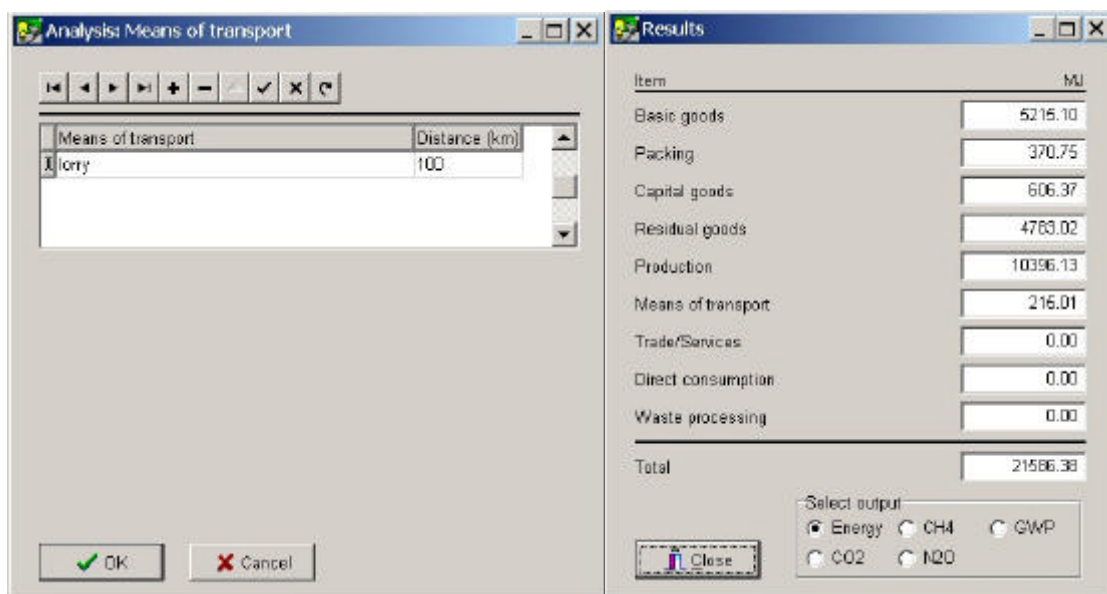 Analysis: Means of transport
Means of transport
Distance (km)
lorry
100
OK
Cancel
Results
Item
MJ
Basic goods
5215.10
Packing
370.75
Capital goods
606.37
Residual goods
4783.02
Production
10396.13
Means of transport
215.01
Trade/Services
0.00
Direct consumption
0.00
Waste processing
0.00
Total
21586.38
Select output
Energy
CH4
GWP
CO2
N2O
Close